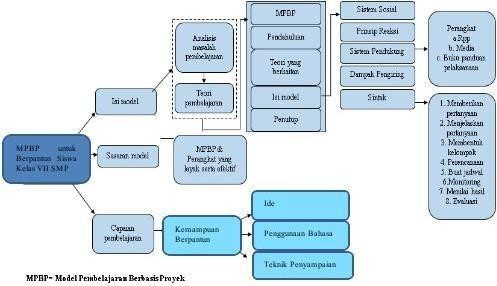 MPBP untuk
Berpantun Siswa
Kelas VII SMP
Isi model
Sasaran model
Capaian
pembelajaran
Analisis
masalah
pembelajaran
Teori
pembelajaran
MPBP &
Perangkat yang
layak serta efektif
Kemampuan
Berpantun
MPBP
Pendahuluan
Teori yang
berkaitan
Isi model
Penutup
Sistem Sosial
Prinsip Reaksi
Sistem Pendukung
Dampak Pengiring
Sintak
Perangkat
a.Rpp
b. Media
c. Buku panduan
pelaksanaan
1. Memberikan
pertanyaan
2. Menjelaskan
pertanyaan
3. Membentuk
kelompok
4. Perencanaan
5. Buat jadwal
6.Monitoring
7. Menilai hasil
8. Evaluasi
Ide
Penggunaan Bahasa
Teknik Penyampaian
MPBP= Model Pembelajaran Berbasis Proyek